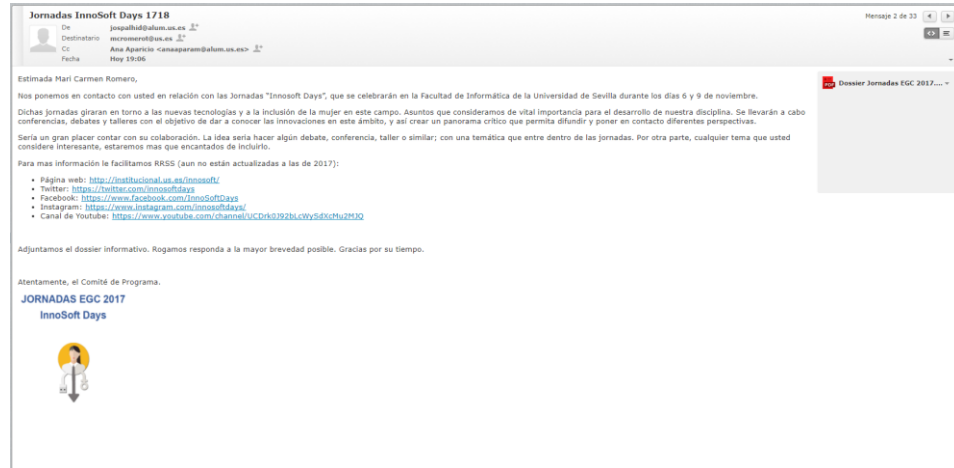 Jornadas InnoSoft Days 1718
Mensaje 2 de 33
De jospalhid@alum.us.es
Destinatario mcromerot@us.es
Cc Ana Aparicio <anaaparam@alum.us.es>
Fecha Hoy 19:06
Estimada Mari Carmen Romero,
Dossier Jornadas EGC 2017....
Nos ponemos en contacto con usted en relación con las Jornadas "Innosoft Days", que se celebrarán en la Facultad de Informática de la Universidad de Sevilla durante los días 6 y 9 de noviembre.
Dichas jornadas giraran en torno a las nuevas tecnologías y a la inclusión de la mujer en este campo. Asuntos que consideramos de vital importancia para el desarrollo de nuestra disciplina. Se llevarán a cabo
conferencias, debates y talleres con el objetivo de dar a conocer las innovaciones en este ámbito, y así crear un panorama crítico que permita difundir y poner en contacto diferentes perspectivas.
Sería un gran placer contar con su colaboración. La idea seria hacer algún debate, conferencia, taller o similar; con una temática que entre dentro de las jornadas. Por otra parte, cualquier tema que usted
considere interesante, estaremos mas que encantados de incluirlo.
Para mas información le facilitamos RRSS (aun no están actualizadas a las de 2017):
• Página web: http://institucional.us.es/innosoft/
• Twitter: https://twitter.com/innosoftdays
• Facebook: https://www.facebook.com/InnoSoftDays
• Instagram: https://www.instagram.com/innosoftdays/
• Canal de Youtube: https://www.youtube.com/channel/UCDrk0J92bLcWy5dXcMu2MJQ
Adjuntamos el dossier informativo. Rogamos responda a la mayor brevedad posible. Gracias por su tiempo.
Atentamente, el Comité de Programa.
JORNADAS EGC 2017
InnoSoft Days